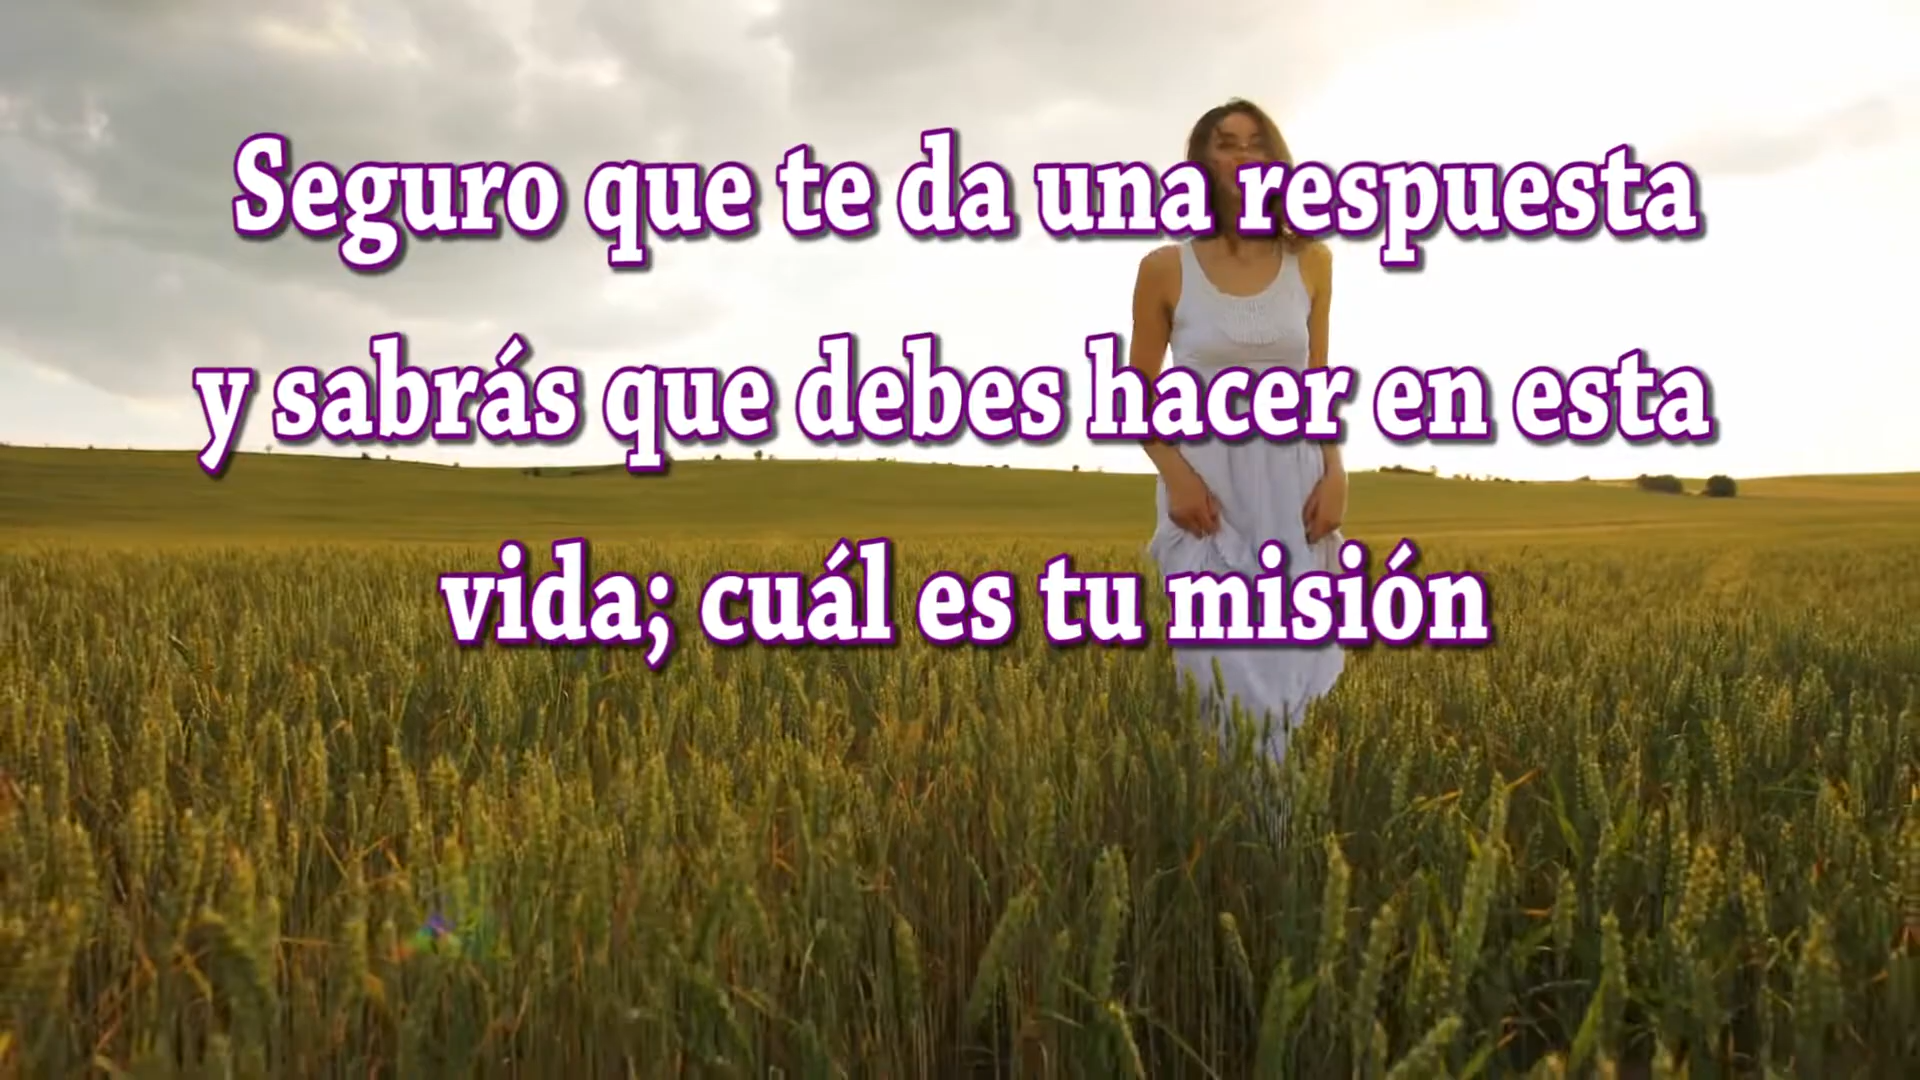 Seguro que te da una respuesta
y sabrás que debes hacer en esta
vida; cuál es tu misión